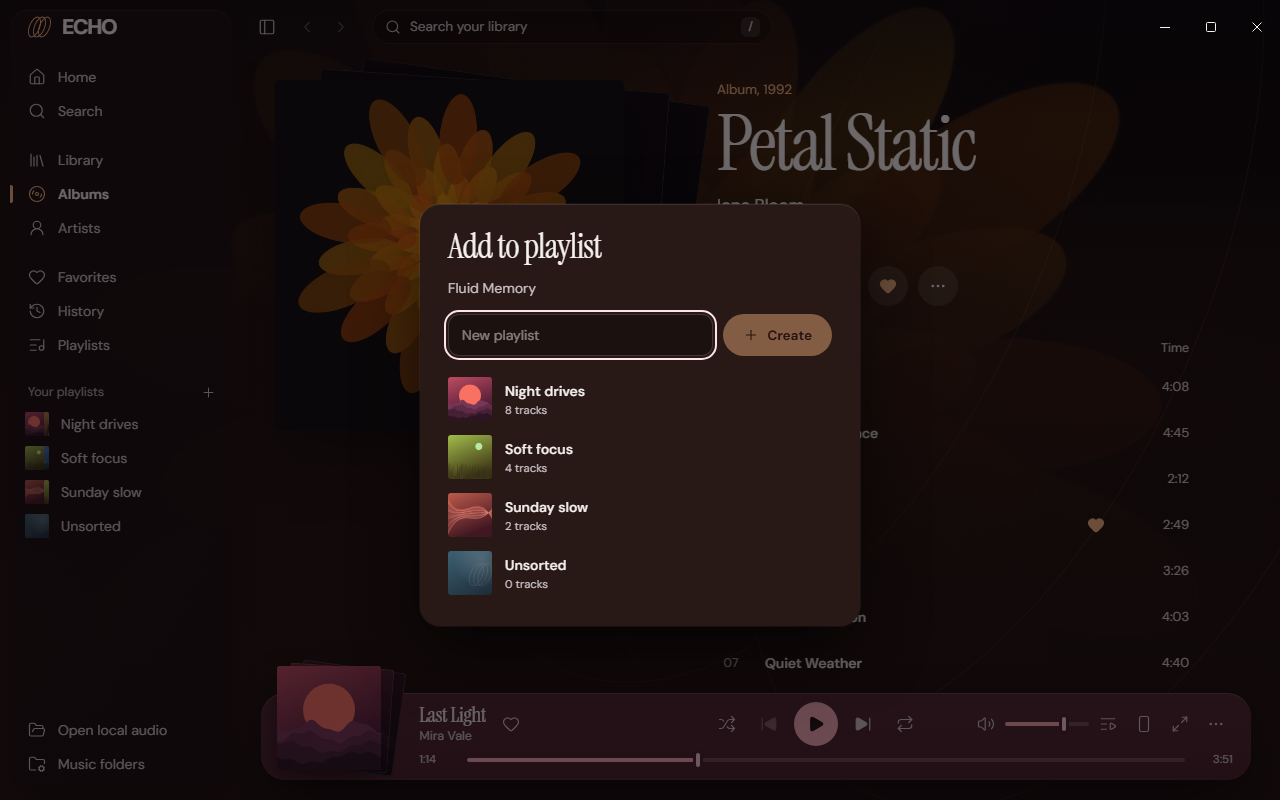 ECHO
Search your library
/
Home
Search
Library
Albums
Artists
Favorites
History
Playlists
Your playlists
Night drives
Soft focus
Sunday slow
Unsorted
Open local audio
Music folders
Album, 1992
Petal Static
Add to playlist
Fluid Memory
New playlist
Create
Night drives
8 tracks
Soft focus
4 tracks
Sunday slow
2 tracks
Unsorted
0 tracks
Time
4:08
4:45
2:12
2:49
3:26
4:03
07 Quiet Weather 4:40
Last Light
Mira Vale
1:14
3:51